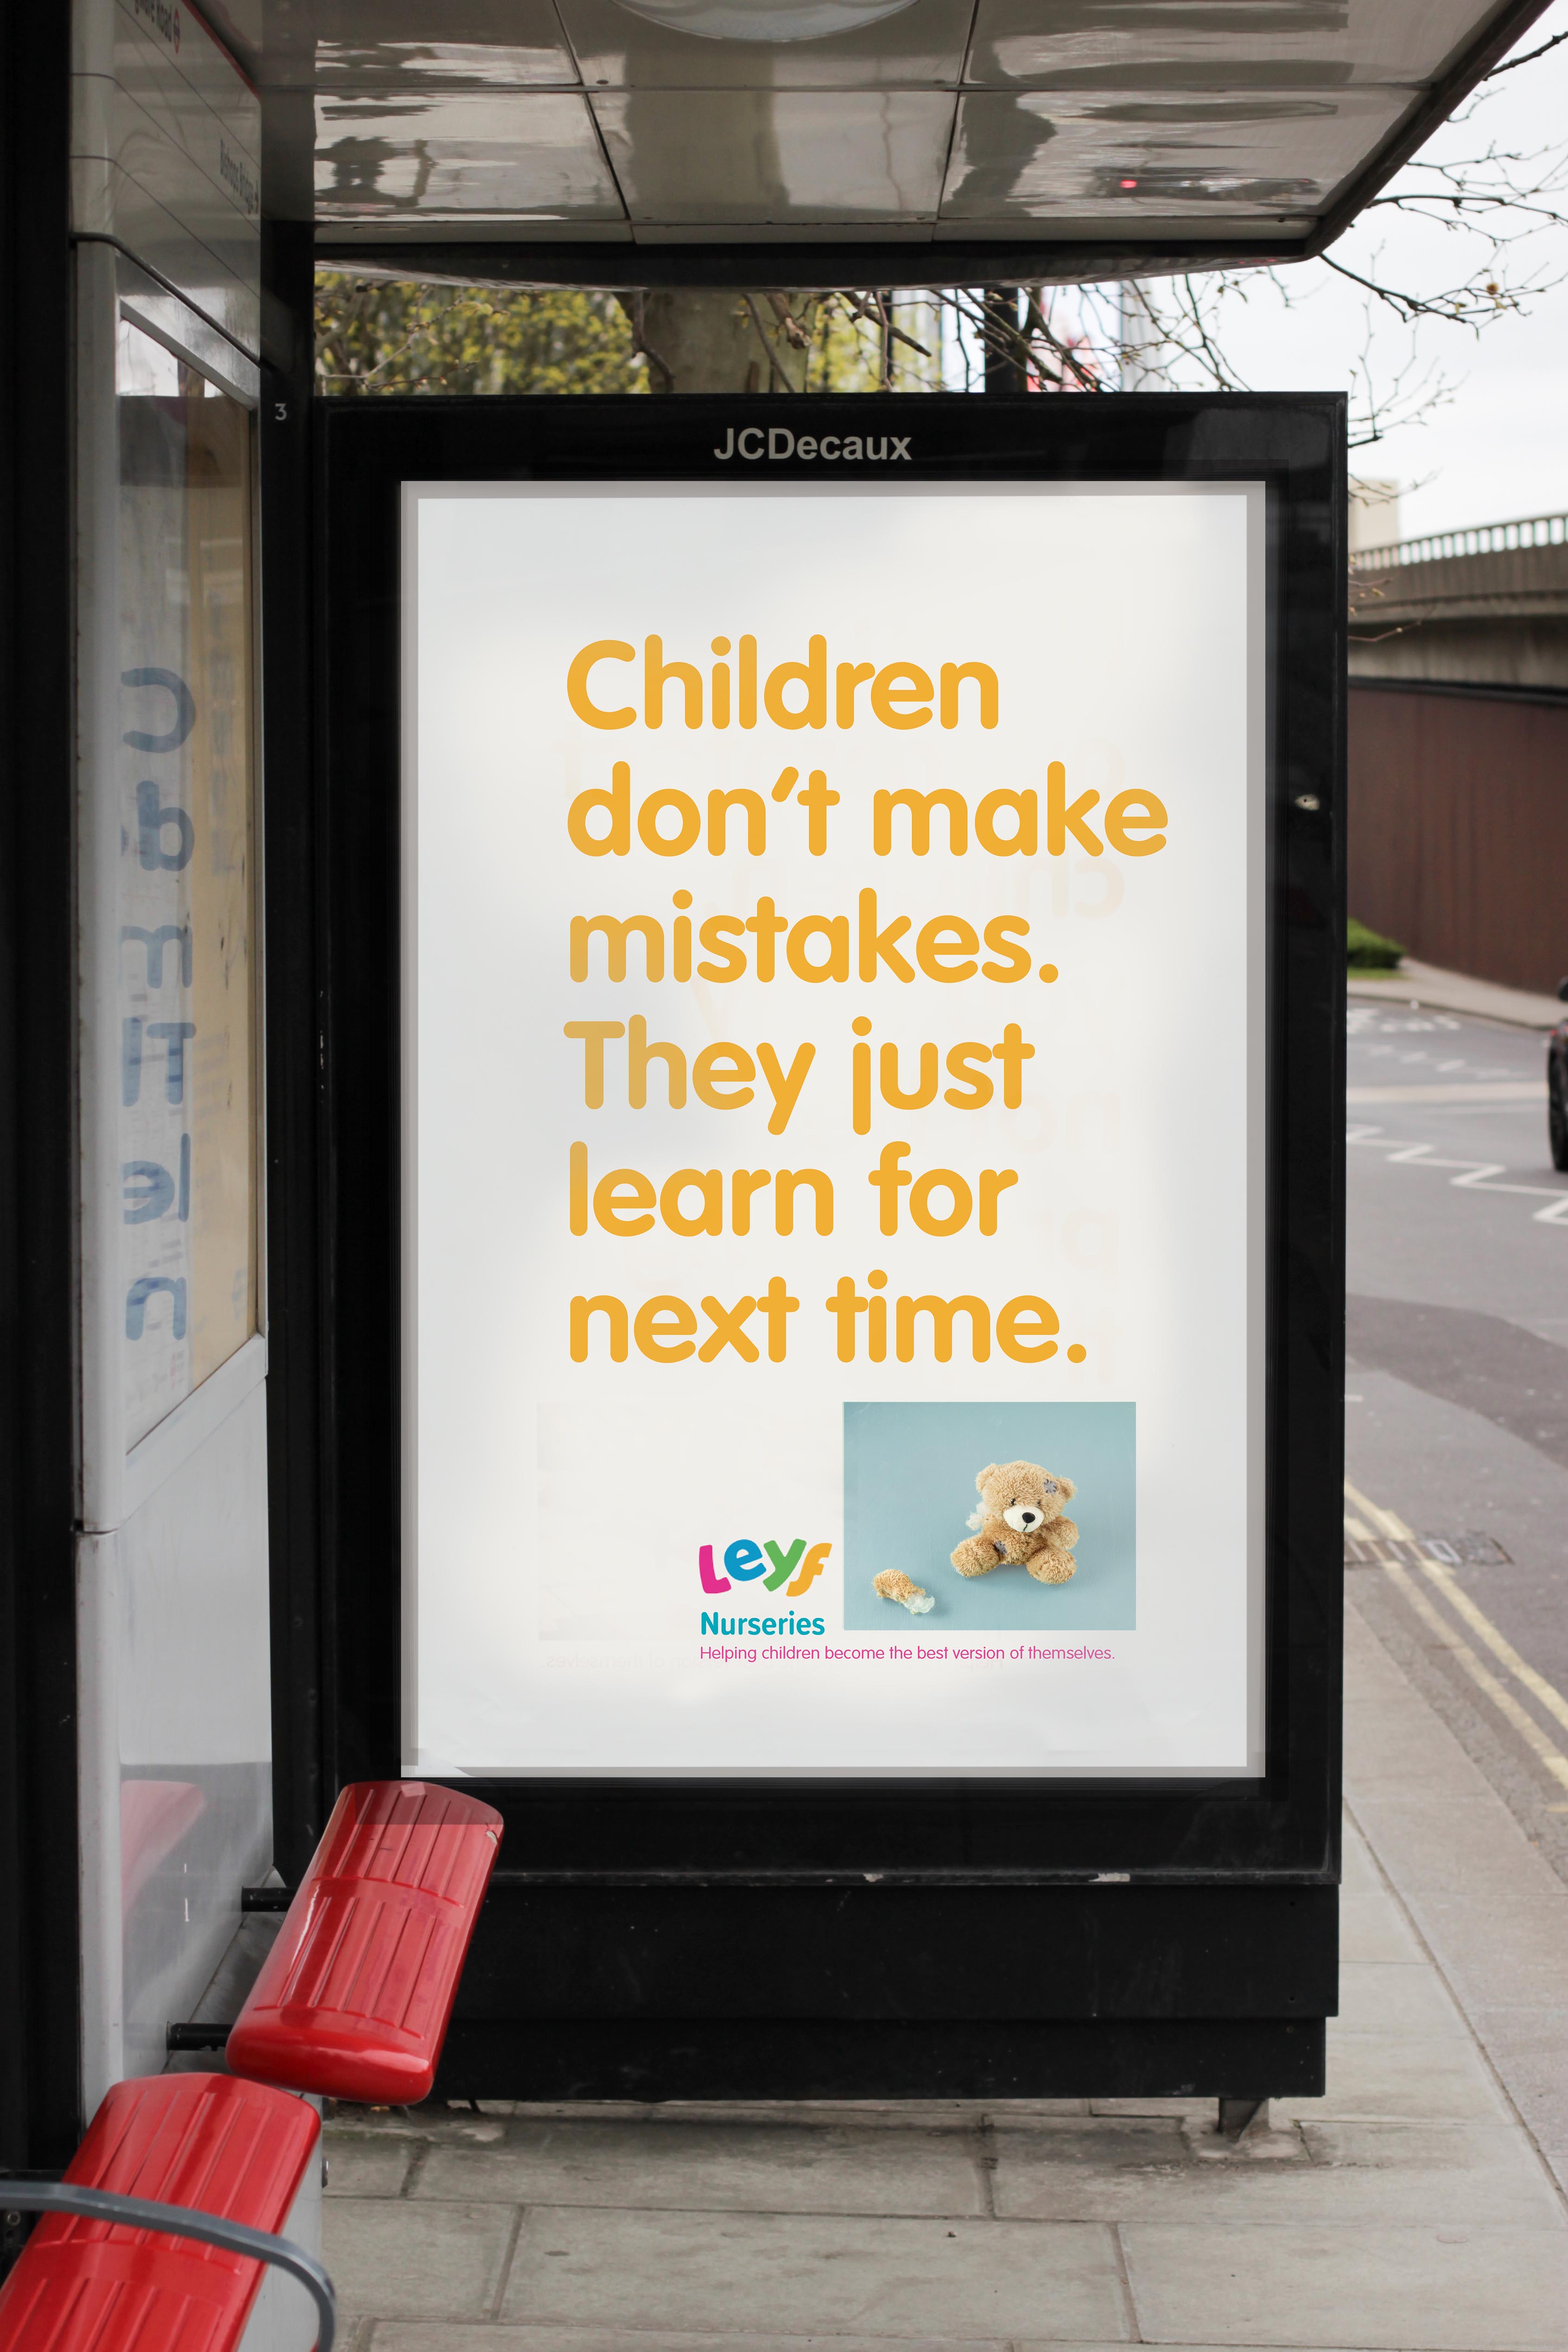 3
JCDecaux
Children
don't make
mistakes.
They just
learn for
next time.
Leyf
Nurseries
Helping children become the best version of themselves.